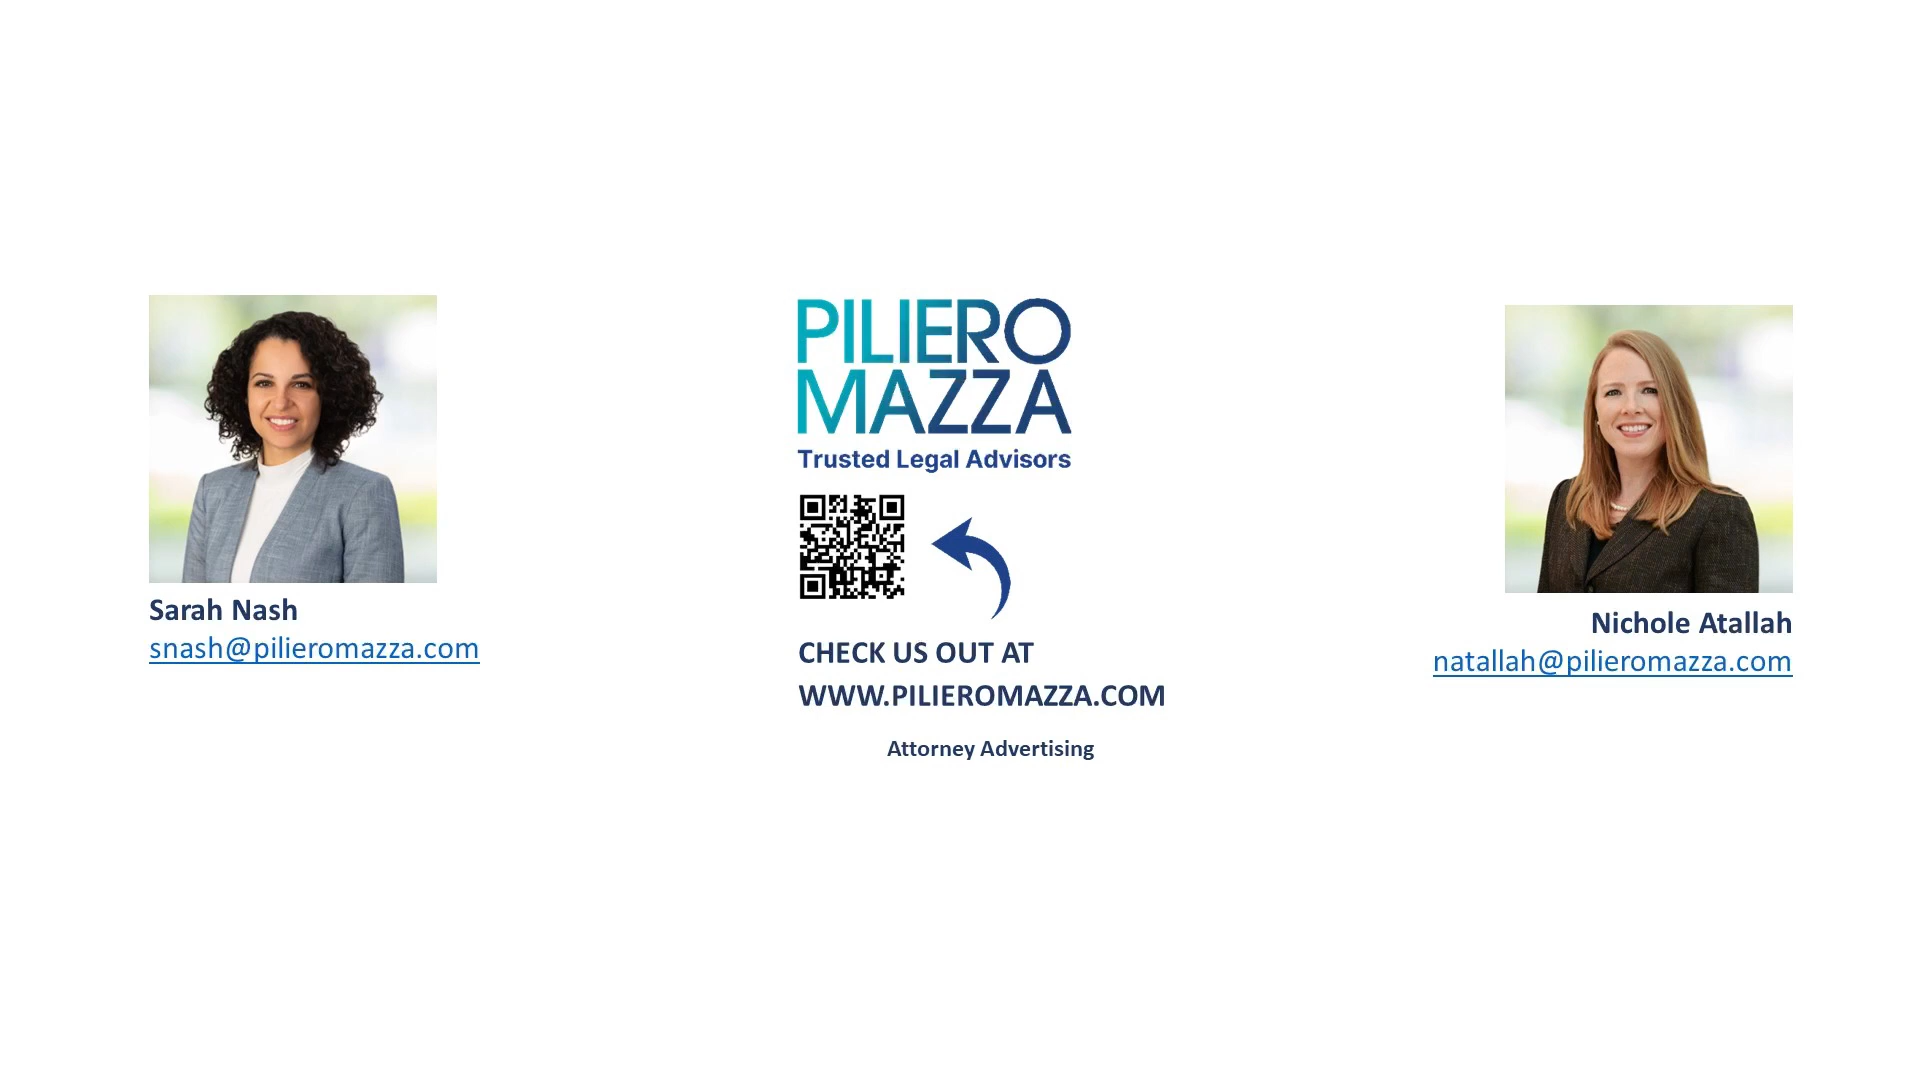 Sarah Nash
snash@pilieromazza.com
PILIERO
MAZZA
Trusted Legal Advisors
CHECK US OUT AT
WWW.PILIEROMAZZA.COM
Attorney Advertising
Nichole Atallah
natallah@pilieromazza.com